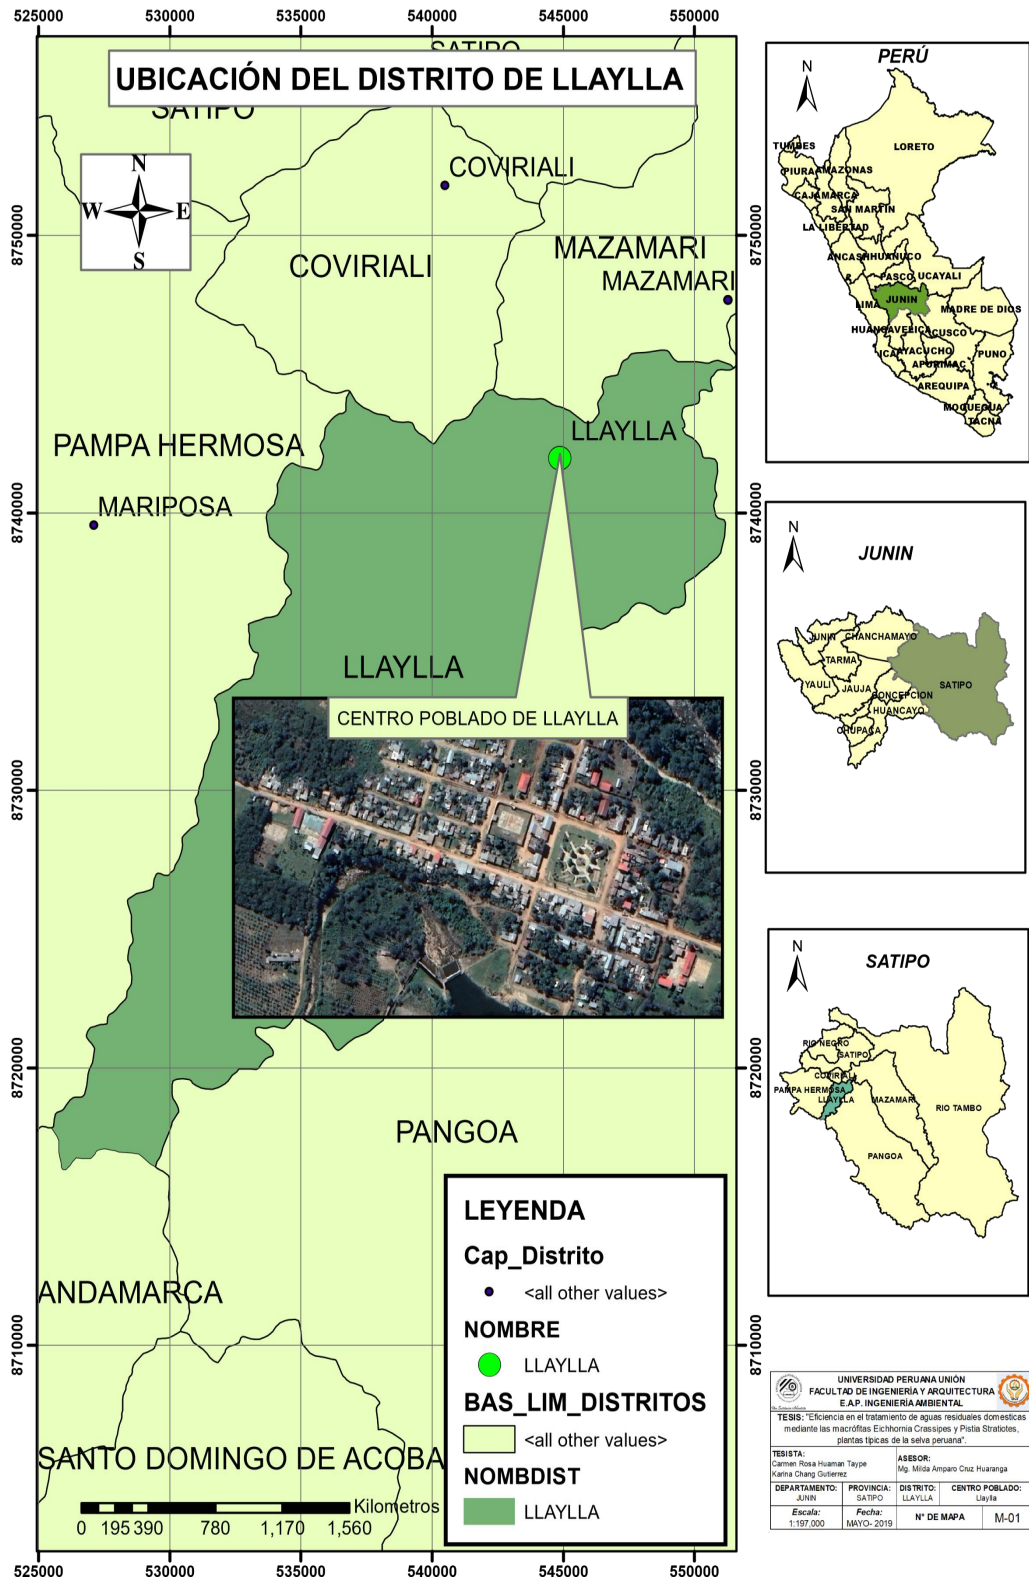 525000 530000 535000 540000 545000 550000
SATIPO
UBICACIÓN DEL DISTRITO DE LLAYLLA
SATIPO
N
W E
S
COVIRIALI
COVIRIALI
MAZAMARI
MAZAMARI
8750000
8750000
PAMPA HERMOSA
MARIPOSA
LLAYLLA
8740000
8740000
LLAYLLA
CENTRO POBLADO DE LLAYLLA
8730000
8730000
8720000
8720000
PANGOA
ANDAMARCA
8710000
8710000
SANTO DOMINGO DE ACOBA
Kilometros
0 195 390 780 1,170 1,560
LEYENDA
Cap_Distrito
<all other values>
NOMBRE
LLAYLLA
BAS_LIM_DISTRITOS
<all other values>
NOMBDIST
LLAYLLA
525000 530000 535000 540000 545000 550000
PERÚ
N
TUMBES
LORETO
PIURA AMAZONAS
CAJAMARCA
SAN MARTIN
LA LIBERTAD
ANCASH HUANUCO
PASCO UCAYALI
LIMA JUNIN
MADRE DE DIOS
HUANCAVELICA CUSCO
ICA AYACUCHO PUNO
APURIMAC
AREQUIPA
MOQUEGUA
TACNA
N
JUNIN
JUNIN CHANCHAMAYO
TARMA
YAULI JAUJA SATIPO
CONCEPCION
HUANCAYO
CHUPACA
N
SATIPO
RIO NEGRO
SATIPO
COVIRIALI
PAMPA HERMOSA
LLAYLLA MAZAMARI
RIO TAMBO
PANGOA
UNIVERSIDAD PERUANA UNIÓN
FACULTAD DE INGENIERÍA Y ARQUITECTURA
E.A.P. INGENIERÍA AMBIENTAL
TESIS: "Eficiencia en el tratamiento de aguas residuales domesticas
mediante las macrófitas Eichhornia Crassipes y Pistia Stratiotes,
plantas típicas de la selva peruana".
TESISTA:
Carmen Rosa Huaman Taype
Karina Chang Gutierrez
ASESOR:
Mg. Milda Amparo Cruz Huaranga
DEPARTAMENTO: PROVINCIA: DISTRITO: CENTRO POBLADO:
JUNIN SATIPO LLAYLLA Llaylla
Escala: Fecha: N° DE MAPA M-01
1:197,000 MAYO- 2019